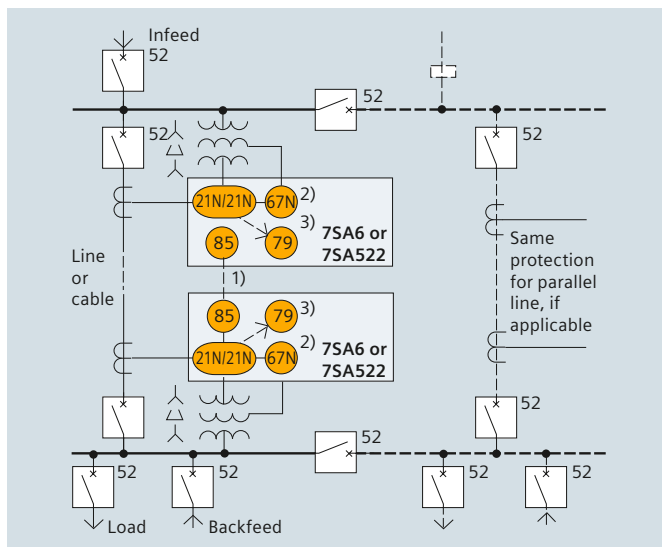 Infeed
52
52
52
52
21N/21N
67N
2)
3)
85
79
7SA6 or
7SA522
Line
or
cable
Same
protection
for parallel
line, if
applicable
1)
85
79
3)
2)
21N/21N
67N
7SA6 or
7SA522
52
52
52
52
52
52
Load
Backfeed